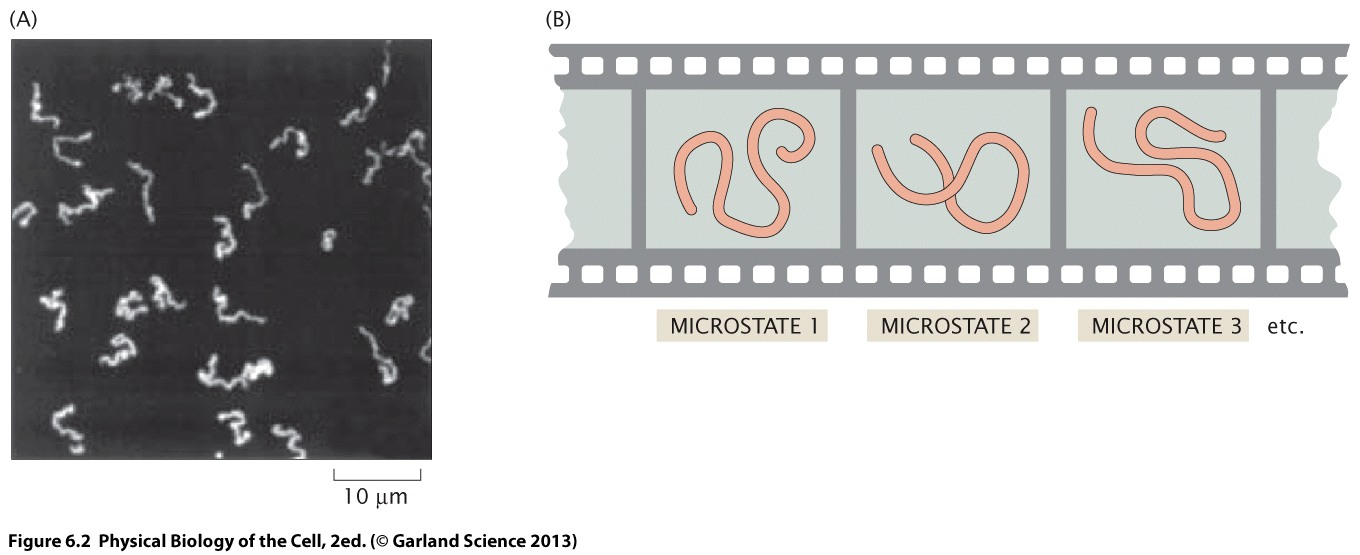 (A)
(B)
MICROSTATE 1 MICROSTATE 2 MICROSTATE 3 etc.
10 μm
Figure 6.2 Physical Biology of the Cell, 2ed. (© Garland Science 2013)